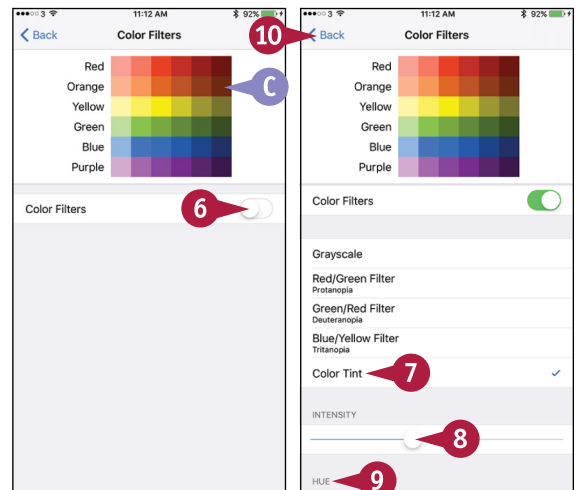 3 11:12 AM 92%
Back Color Filters
Red
Orange
C
Yellow
Green
Blue
Purple
Color Filters 6
3 11:12 AM 92%
10 Back Color Filters
Red
Orange
Yellow
Green
Blue
Purple
Color Filters
Grayscale
Red/Green Filter
Protanopia
Green/Red Filter
Deuteranopia
Blue/Yellow Filter
Tritanopia
Color Tint 7
INTENSITY
8
HUE 9